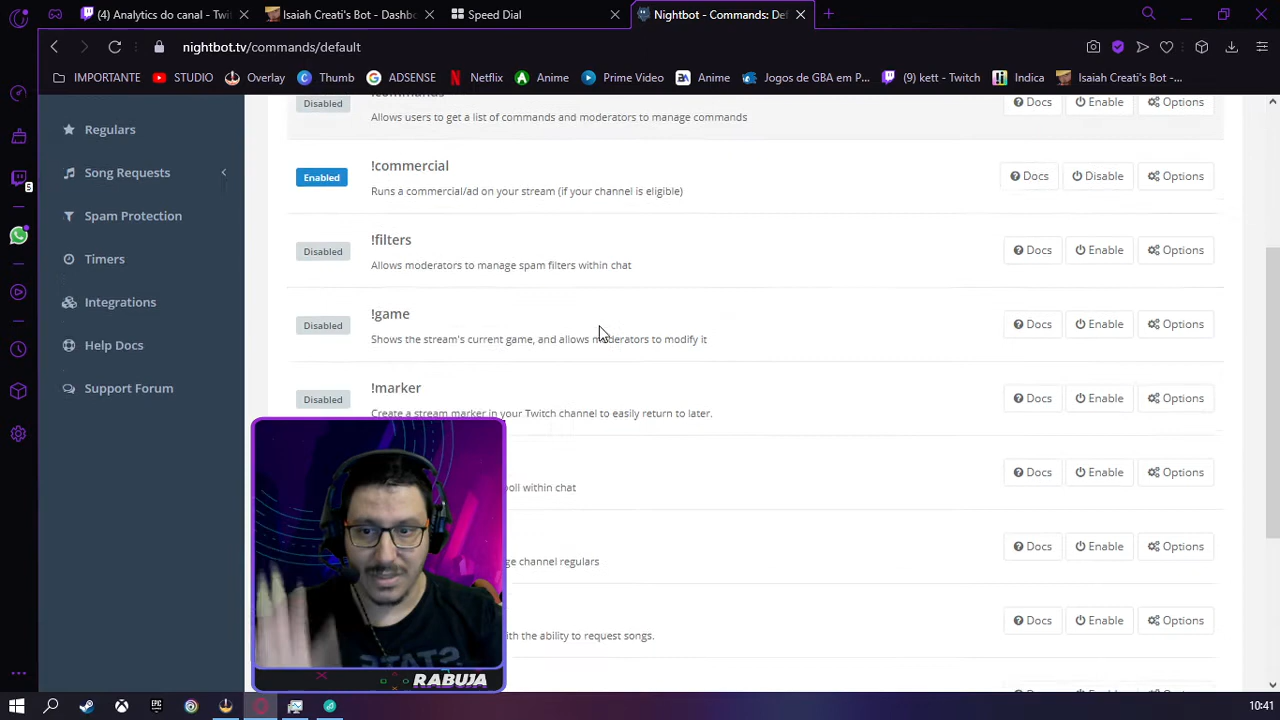 (4) Analytics do canal - Twi
Isaiah Creati's Bot - Dashb
Speed Dial
Nightbot - Commands: Def
nightbot.tv/commands/default
IMPORTANTE
STUDIO
Overlay
Thumb
ADSENSE
Netflix
Anime
Prime Video
Anime
Jogos de GBA em P...
(9) kett - Twitch
Indica
Isaiah Creati's Bot -...
Regulars
Song Requests
Spam Protection
Timers
Integrations
Help Docs
Support Forum
5
Disabled
!commands
Allows users to get a list of commands and moderators to manage commands
Docs
Enable
Options
Enabled
!commercial
Runs a commercial/ad on your stream (if your channel is eligible)
Docs
Disable
Options
Disabled
!filters
Allows moderators to manage spam filters within chat
Docs
Enable
Options
Disabled
!game
Shows the stream's current game, and allows moderators to modify it
Docs
Enable
Options
Disabled
!marker
Create a stream marker in your Twitch channel to easily return to later.
Docs
Enable
Options
poll within chat
Docs
Enable
Options
ge channel regulars
Docs
Enable
Options
with the ability to request songs.
Docs
Enable
Options
RABUJA
EPIC
10:41